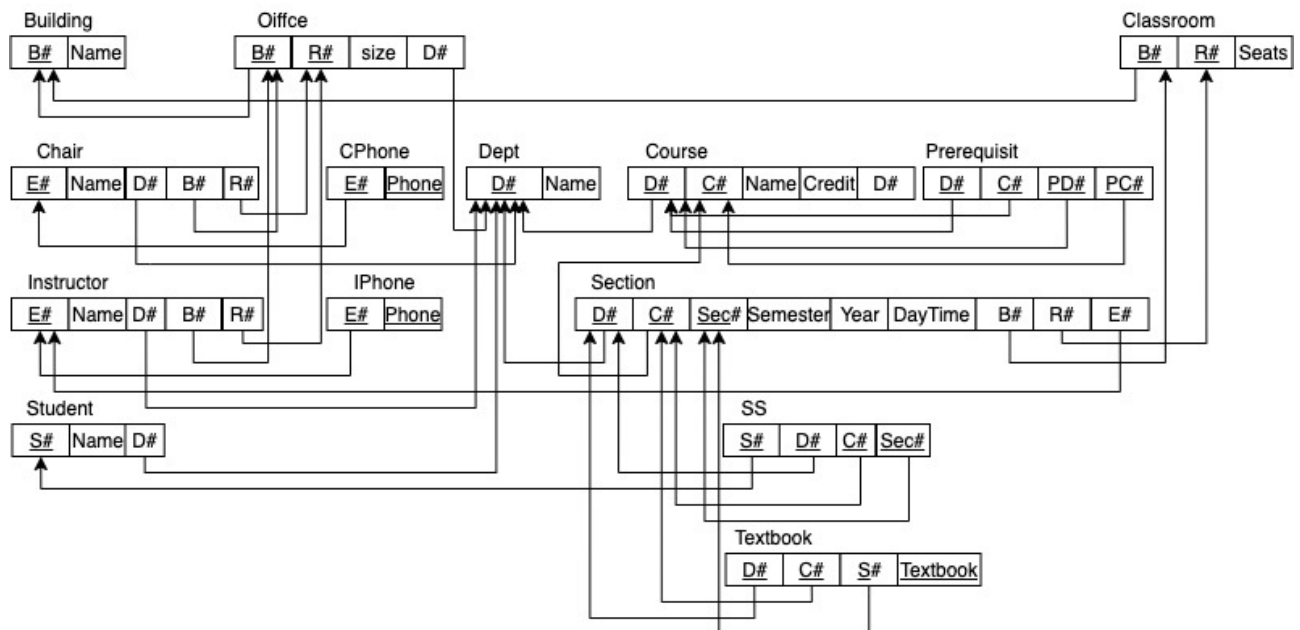 Building Oiffce Classroom
B# Name B# R# size D# B# R# Seats
Chair CPhone Dept Course Prerequisit
E# Name D# B# R# E# Phone D# Name D# C# Name Credit D# D# C# PD# PC#
Instructor IPhone Section
E# Name D# B# R# E# Phone D# C# Sec# Semester Year DayTime B# R# E#
Student SS
S# Name D# S# D# C# Sec#
Textbook
D# C# S# Textbook